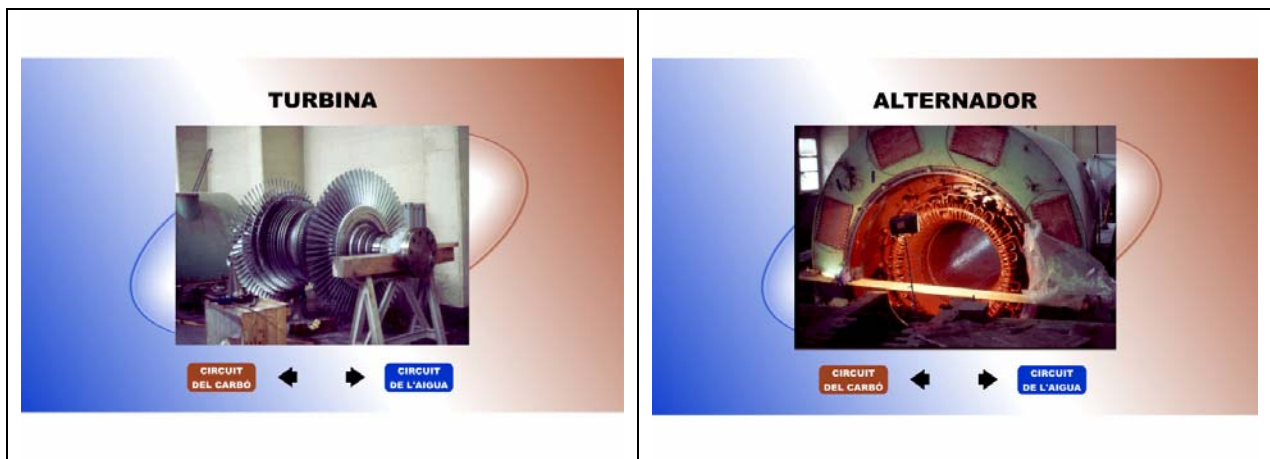 TURBINA
CIRCUIT
DEL CARBÓ
CIRCUIT
DE L'AIGUA
ALTERNADOR
CIRCUIT
DEL CARBÓ
CIRCUIT
DE L'AIGUA